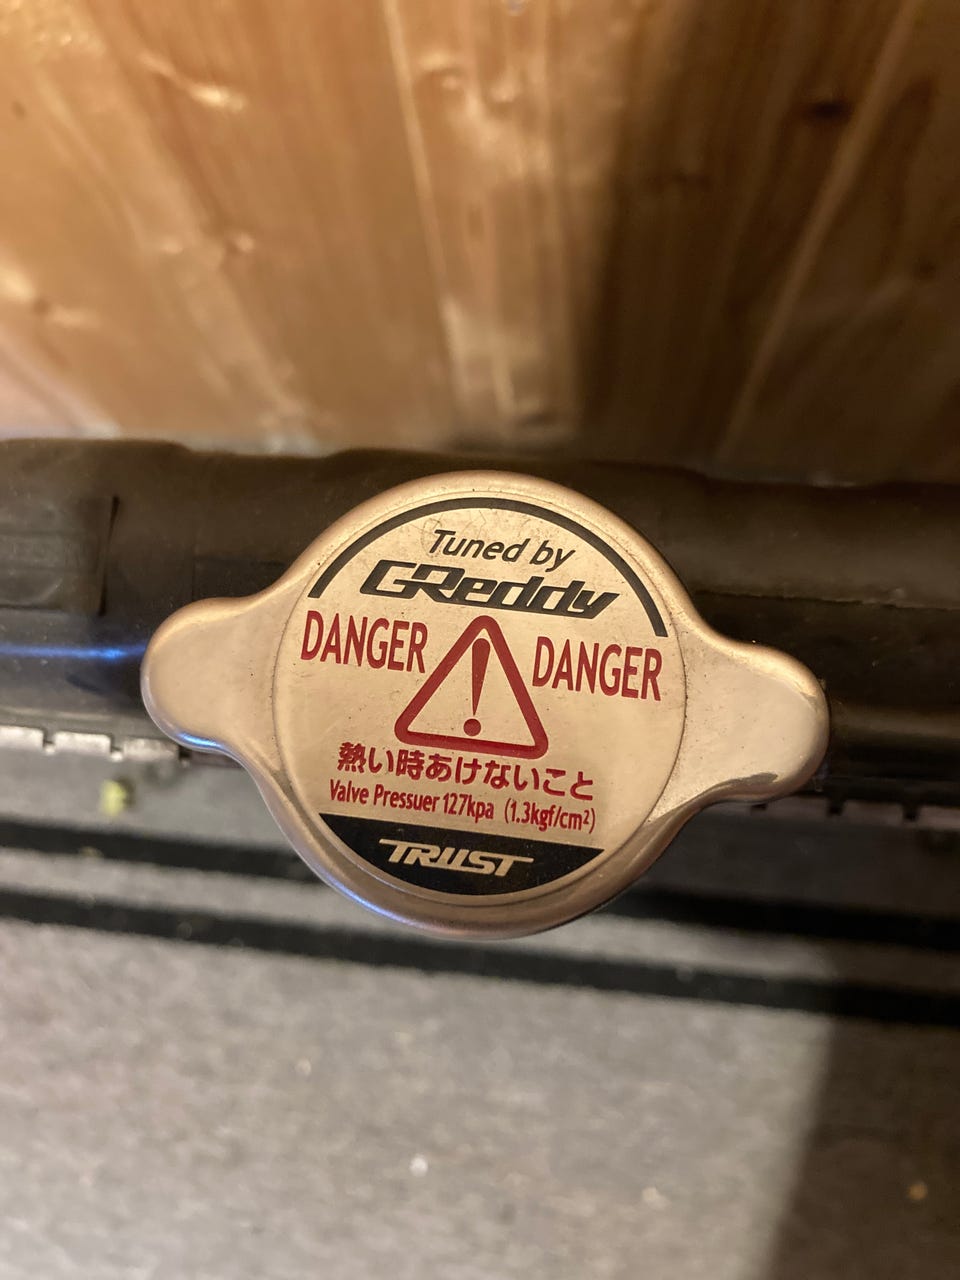 Tuned by
GReddy
DANGER DANGER
熱い時あけないこと
Valve Pressuer 127kpa (1.3kgf/cm²)
TRUST